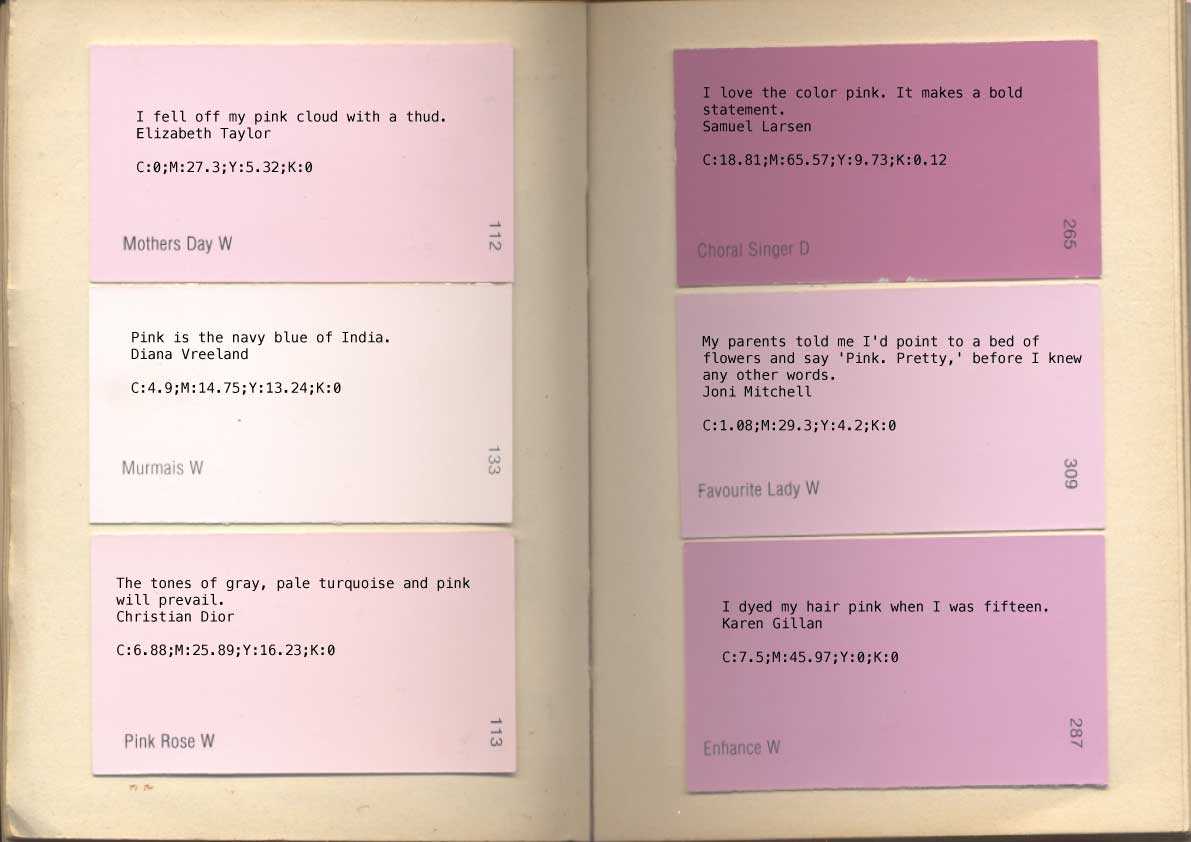 I fell off my pink cloud with a thud.
Elizabeth Taylor
C:0;M:27.3;Y:5.32;K:0
Mothers Day W
112
Pink is the navy blue of India.
Diana Vreeland
C:4.9;M:14.75;Y:13.24;K:0
Murmais W
133
The tones of gray, pale turquoise and pink
will prevail.
Christian Dior
C:6.88;M:25.89;Y:16.23;K:0
Pink Rose W
113
I love the color pink. It makes a bold
statement.
Samuel Larsen
C:18.81;M:65.57;Y:9.73;K:0.12
Choral Singer D
265
My parents told me I'd point to a bed of
flowers and say 'Pink. Pretty,' before I knew
any other words.
Joni Mitchell
C:1.08;M:29.3;Y:4.2;K:0
Favourite Lady W
309
I dyed my hair pink when I was fifteen.
Karen Gillan
C:7.5;M:45.97;Y:0;K:0
Enhance W
287